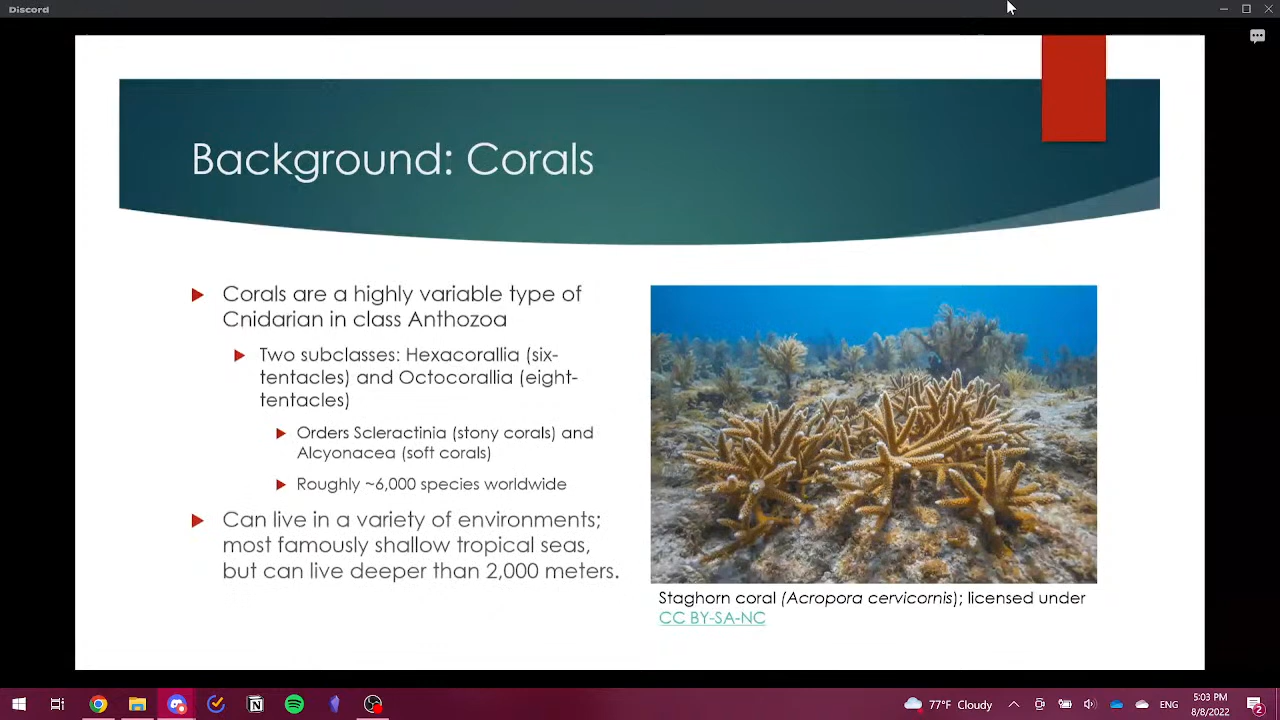 Discord
Background: Corals
Corals are a highly variable type of
Cnidarian in class Anthozoa
Two subclasses: Hexacorallia (six-
tentacles) and Octocorallia (eight-
tentacles)
Orders Scleractinia (stony corals) and
Alcyonacea (soft corals)
Roughly ~6,000 species worldwide
Can live in a variety of environments;
most famously shallow tropical seas,
but can live deeper than 2,000 meters.
Staghorn coral (Acropora cervicornis); licensed under
CC BY-SA-NC
77°F Cloudy
ENG
5:03 PM
8/8/2022
2